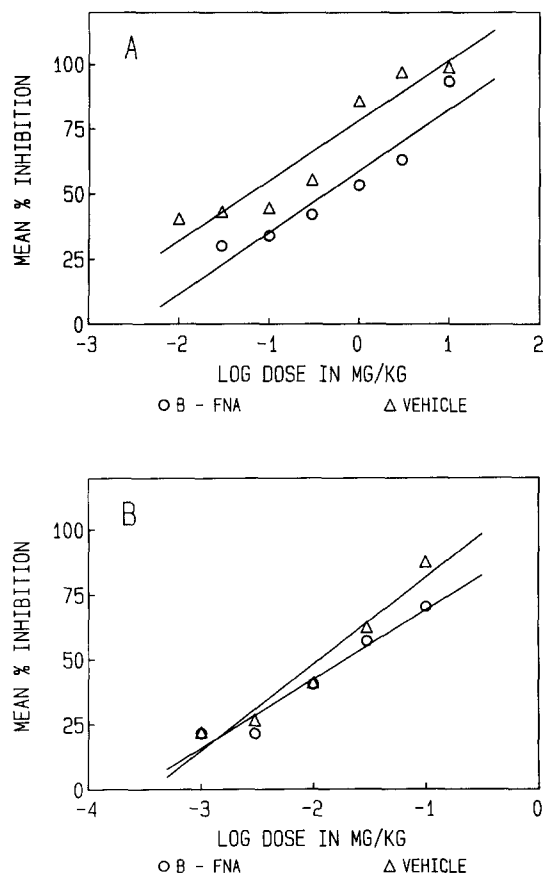 A
100
75
50
25
0
MEAN % INHIBITION
-3 -2 -1 0 1 2
LOG DOSE IN MG/KG
B - FNA VEHICLE
B
100
75
50
25
0
MEAN % INHIBITION
-4 -3 -2 -1 0
LOG DOSE IN MG/KG
B - FNA VEHICLE